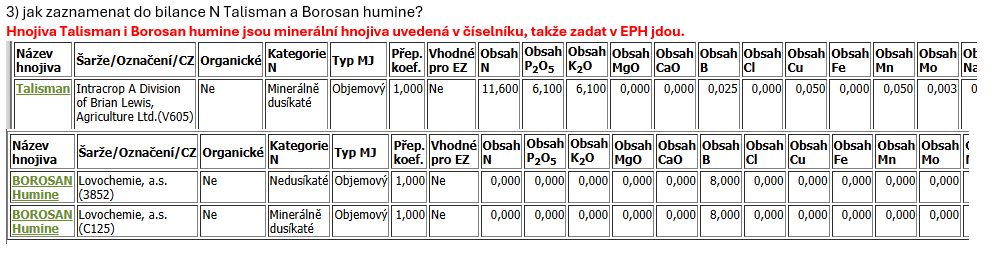 3) jak zaznamenat do bilance N Talisman a Borosan humine?
Hnojiva Talisman i Borosan humine jsou minerální hnojiva uvedená v číselníku, takže zadat v EPH jdou.
Název hnojiva Šarže/Označení/CZ Organické Kategorie N Typ MJ Přep. koef. Vhodné pro EZ Obsah N Obsah P2O5 Obsah K2O Obsah MgO Obsah CaO Obsah B Obsah Cl Obsah Cu Obsah Fe Obsah Mn Obsah Mo
Talisman Intracrop A Division of Brian Lewis, Agriculture Ltd.(V605) Ne Minerálně dusíkaté Objemový 1,000 Ne 11,600 6,100 6,100 0,000 0,000 0,025 0,000 0,050 0,000 0,050 0,003
Název hnojiva Šarže/Označení/CZ Organické Kategorie N Typ MJ Přep. koef. Vhodné pro EZ Obsah N Obsah P2O5 Obsah K2O Obsah MgO Obsah CaO Obsah B Obsah Cl Obsah Cu Obsah Fe Obsah Mn Obsah Mo
BOROSAN Humine Lovochemie, a.s. (3852) Ne Nedusíkaté Objemový 1,000 Ne 0,000 0,000 0,000 0,000 0,000 8,000 0,000 0,000 0,000 0,000 0,000
BOROSAN Humine Lovochemie, a.s. (C125) Ne Minerálně dusíkaté Objemový 1,000 Ne 0,000 0,000 0,000 0,000 0,000 8,000 0,000 0,000 0,000 0,000 0,000